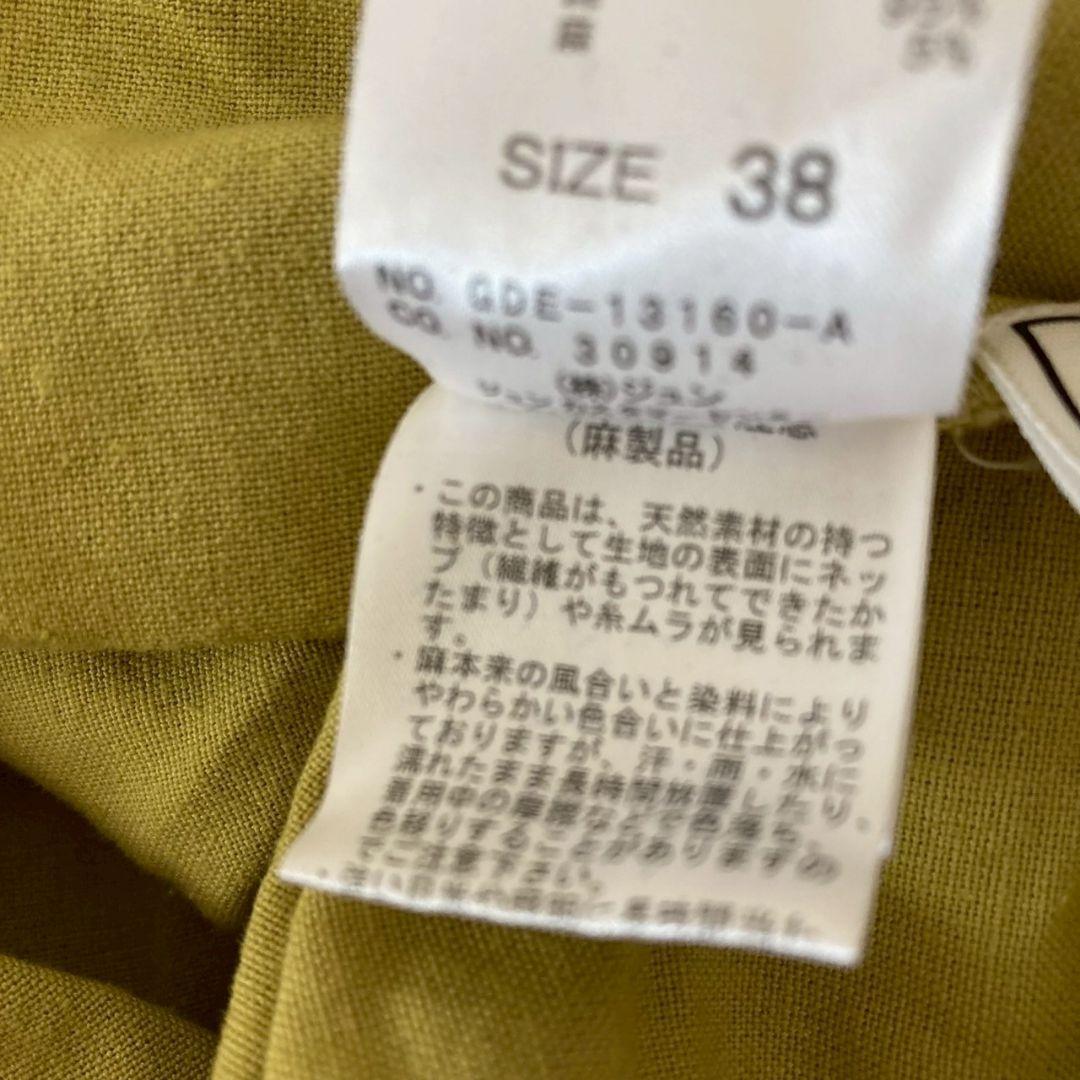 麻
5%
SIZE 38
NO. GDE-13160-A
CO. NO. 30914
(株)ジュン
(麻製品)
・この商品は、天然素材の持つ
特徴として生地の表面にネッ
プ(繊維がもつれてできたか
たまり)や糸ムラが見られま
す。
・麻本来の風合いと染料により
やわらかい色合いに仕上がっ
ておりますが、汗・雨・水に
濡れたまま長時間放置したり、
着用中の摩擦などで色落ち、
色移りすることがありますの
でご注意下さい。